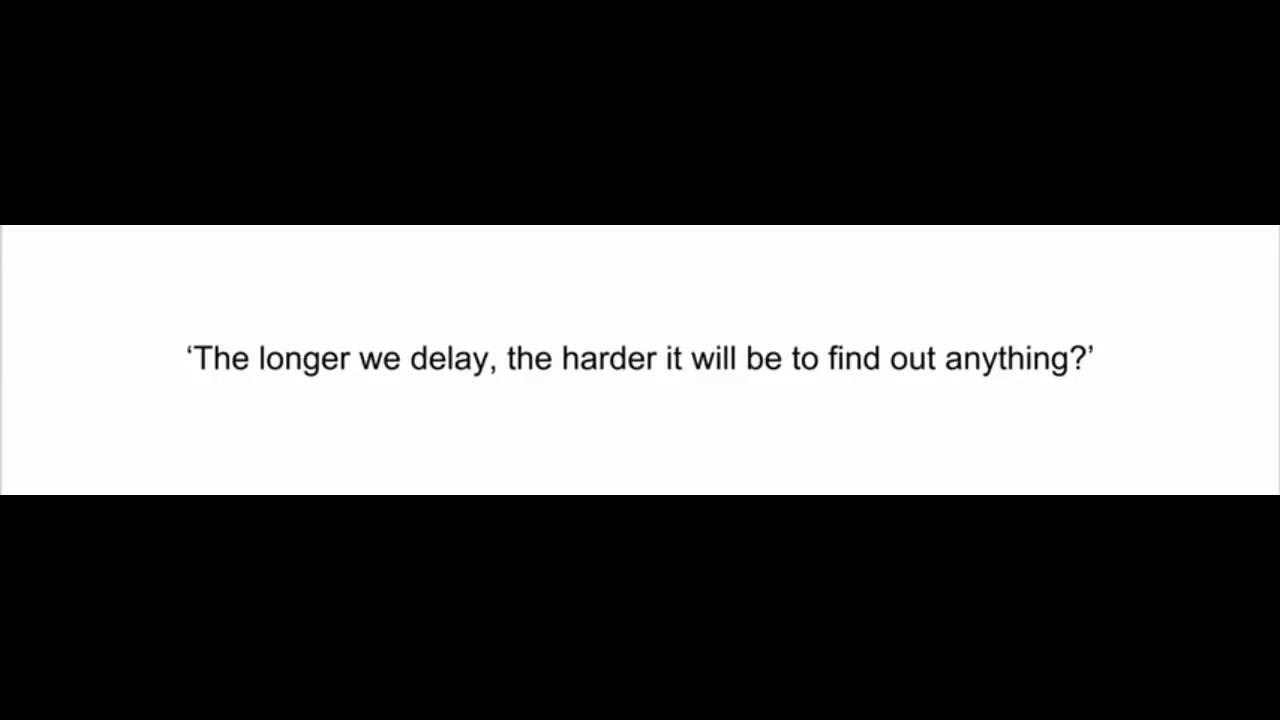 ‘The longer we delay, the harder it will be to find out anything?’